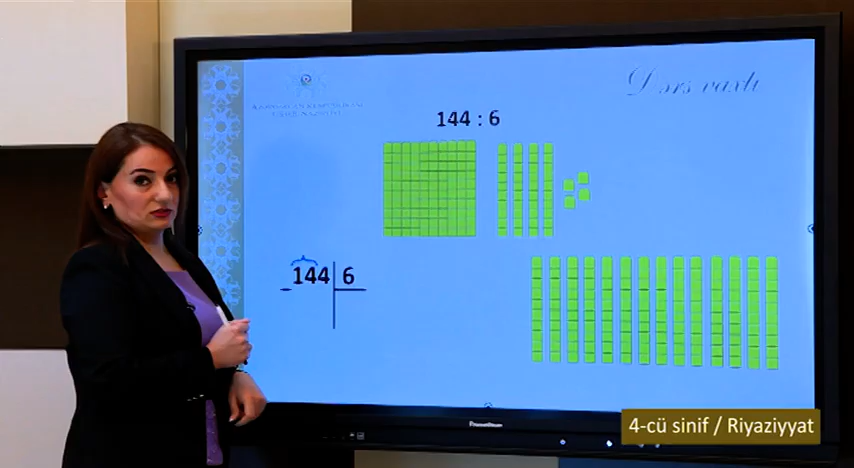 Dərs vaxtı
144 : 6
144 6
4-cü sinif / Riyaziyyat